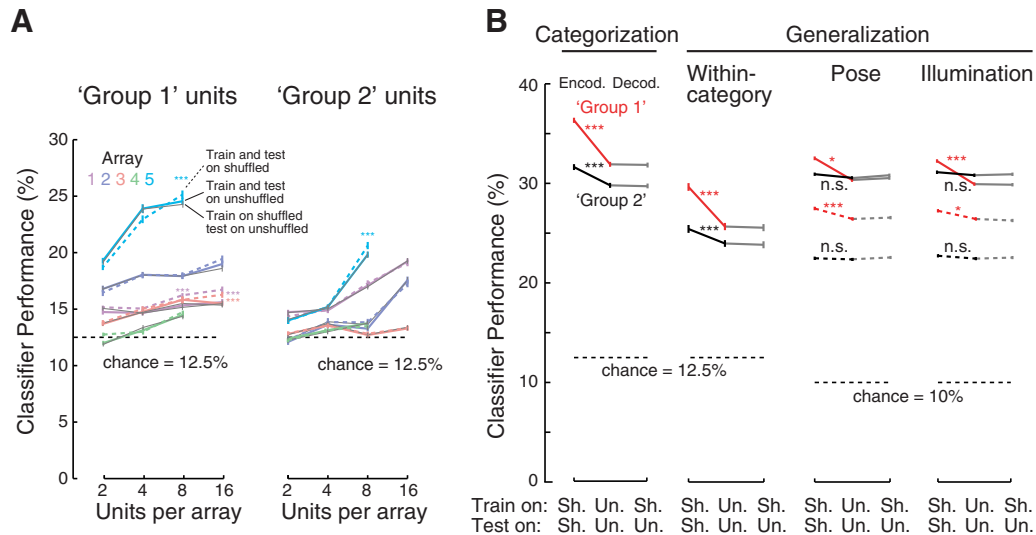 A
'Group 1' units
'Group 2' units
Classifier Performance (%)
30
25
20
15
10
5
0
Array
1 2 3 4 5
***
Train and test
on shuffled
Train and test
on unshuffled
Train on shuffled
test on unshuffled
***
***
***
chance = 12.5%
2 4 8 16
Units per array
***
chance = 12.5%
2 4 8 16
Units per array
B
Categorization
Generalization
Within-
category
Pose
Illumination
Classifier Performance (%)
40
30
20
10
0
Encod. Decod.
'Group 1'
***
***
'Group 2'
***
***
*
n.s.
***
n.s.
***
n.s.
*
n.s.
chance = 12.5%
chance = 10%
Train on: Sh. Un. Sh. Sh. Un. Sh. Sh. Un. Sh. Sh. Un. Sh.
Test on: Sh. Un. Un. Sh. Un. Un. Sh. Un. Un. Sh. Un. Un.